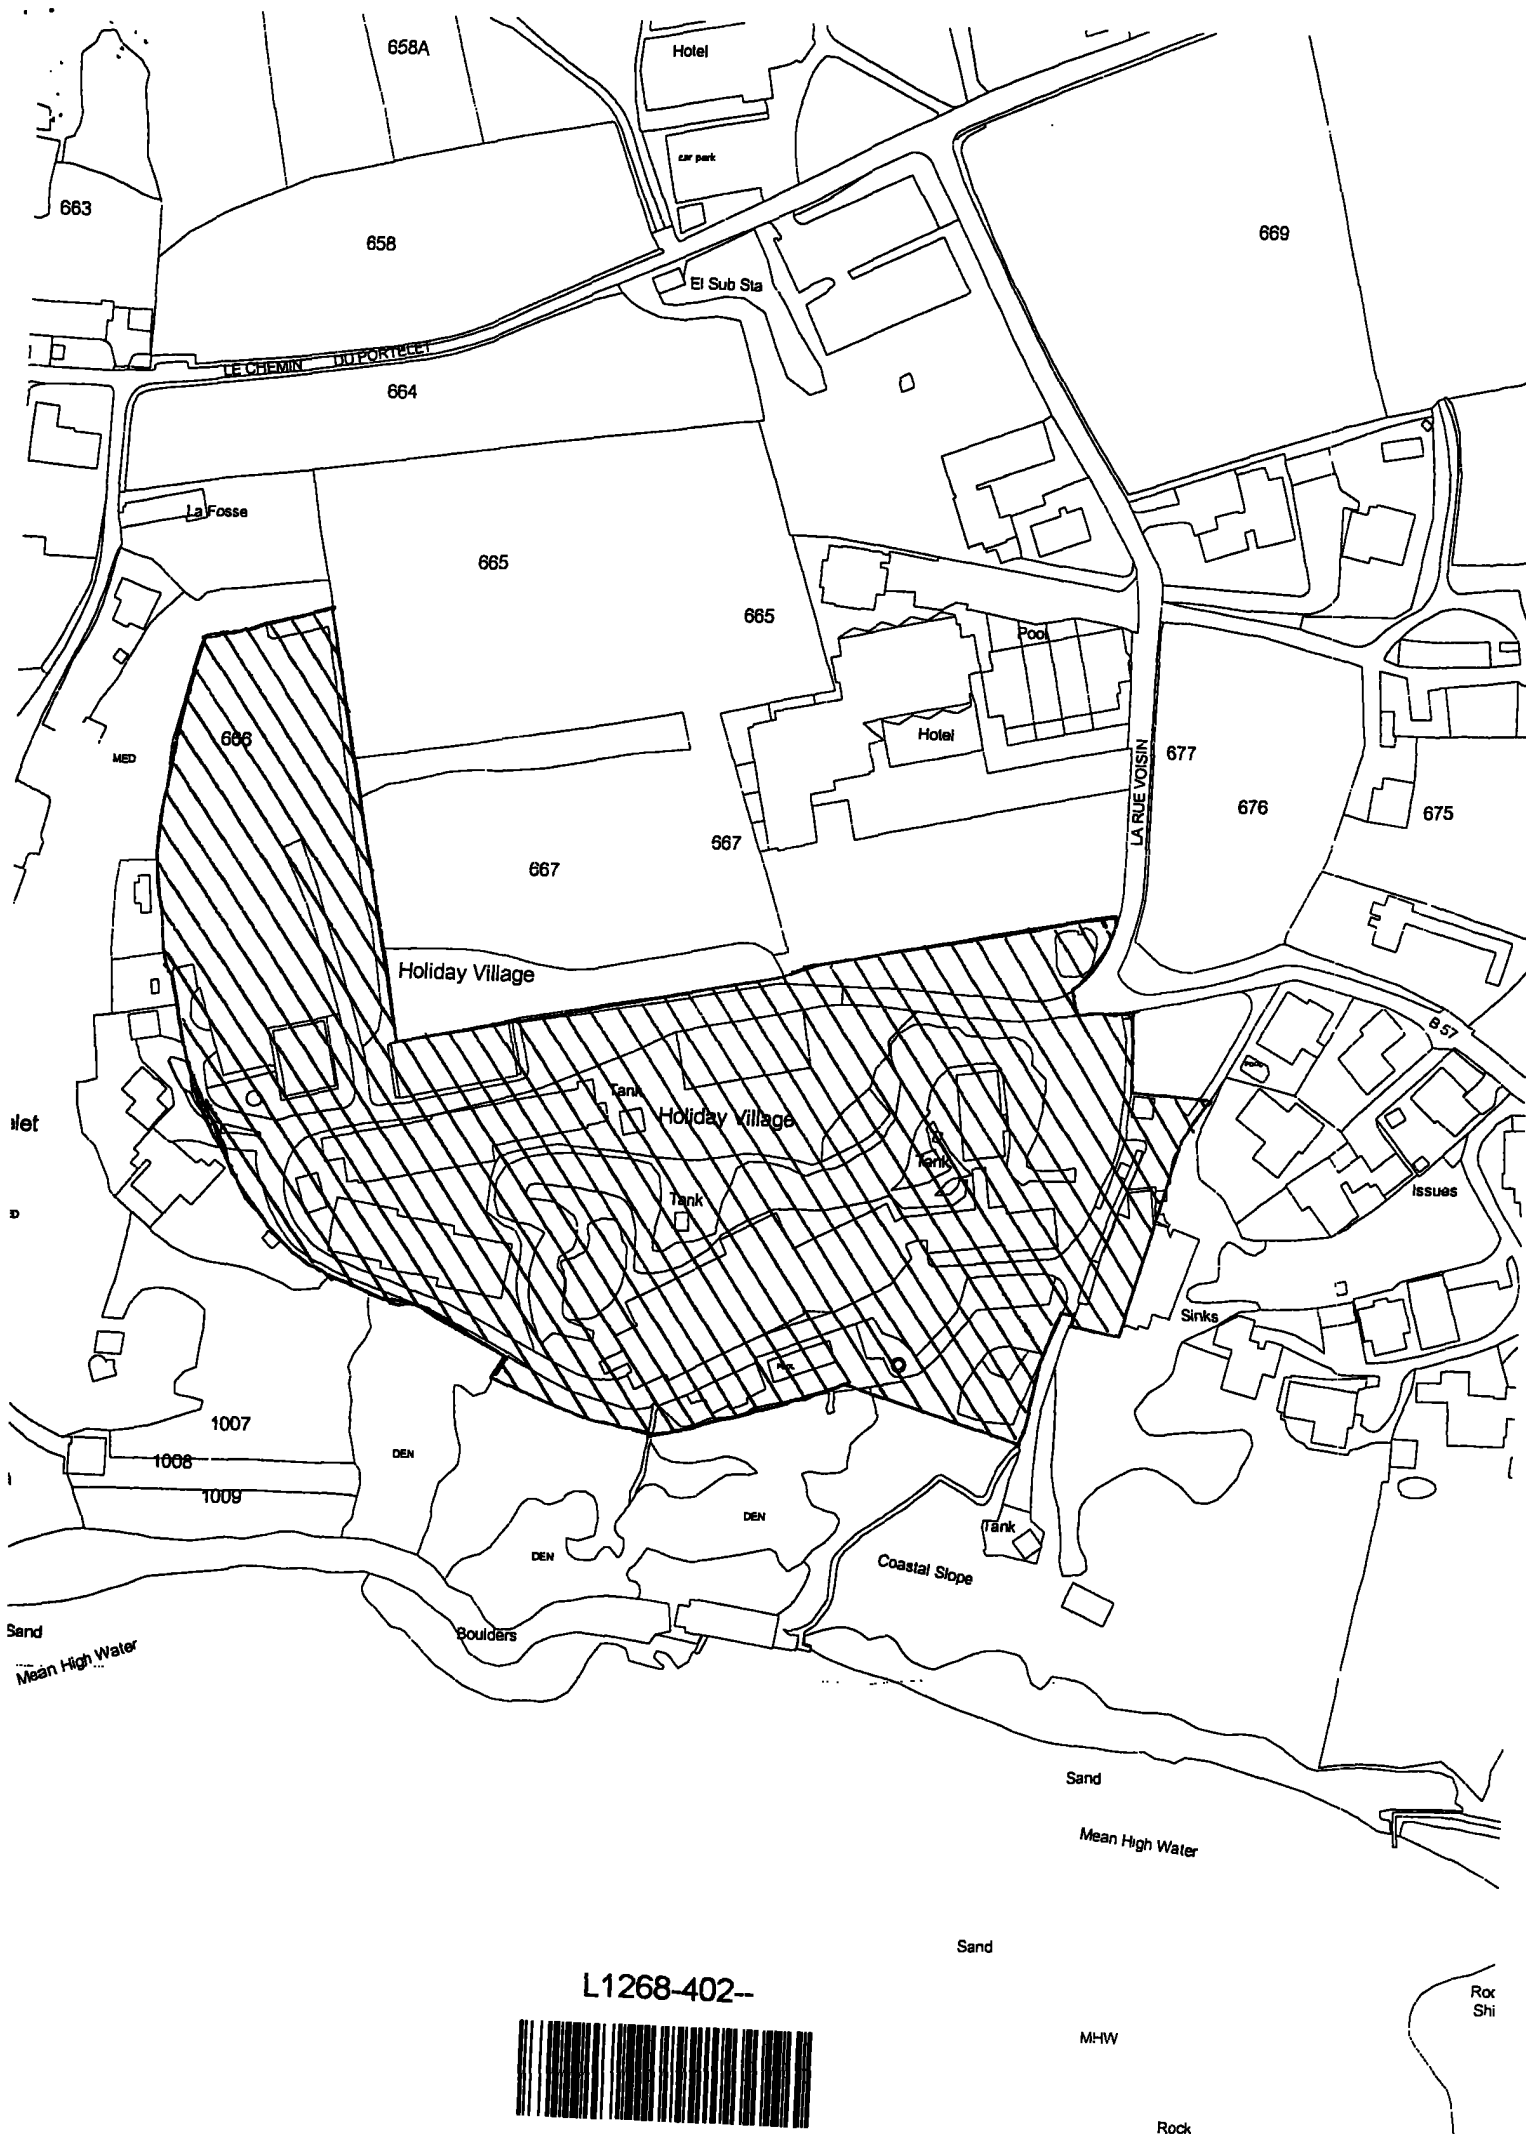 658A
Hotel
car park
663
658
669
El Sub Sta
LE CHEMIN DU PORTELET
664
La Fosse
665
665
Pool
666
MED
Hotel
LA RUE VOISIN
677
676
675
667
667
Holiday Village
B 57
Tank
Holiday Village
Tank
Tank
Issues
Sinks
1007
DEN
1008
1009
DEN
DEN
Tank
Coastal Slope
Sand
Boulders
Mean High Water
Sand
Mean High Water
Sand
L1268-402--
MHW
Rock